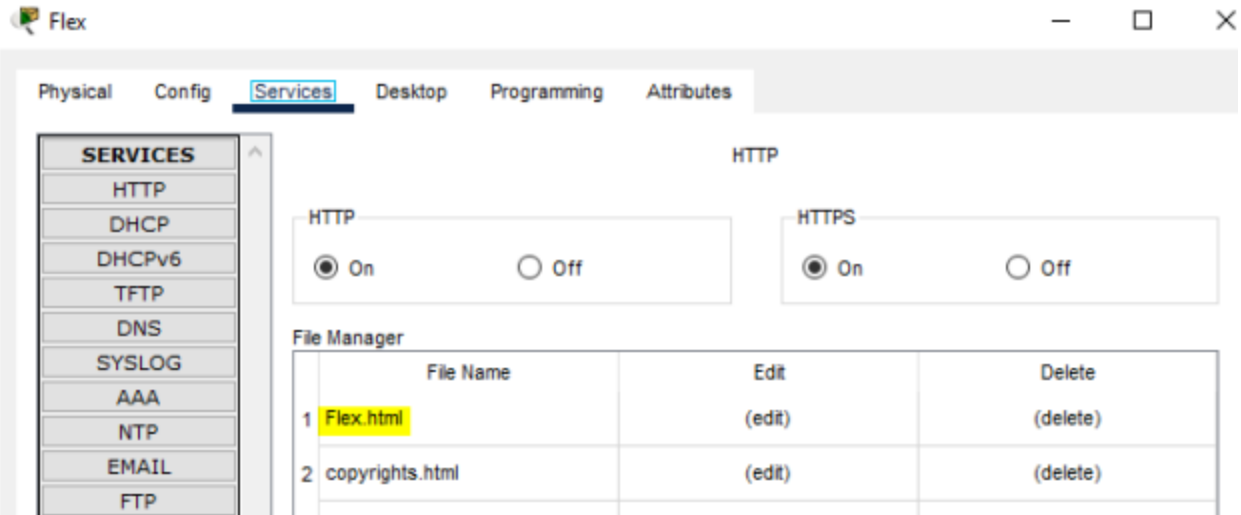 Flex
Physical Config Services Desktop Programming Attributes
SERVICES
HTTP
DHCP
DHCPv6
TFTP
DNS
SYSLOG
AAA
NTP
EMAIL
FTP
HTTP
HTTP
On Off
HTTPS
On Off
File Manager
File Name Edit Delete
1 Flex.html (edit) (delete)
2 copyrights.html (edit) (delete)